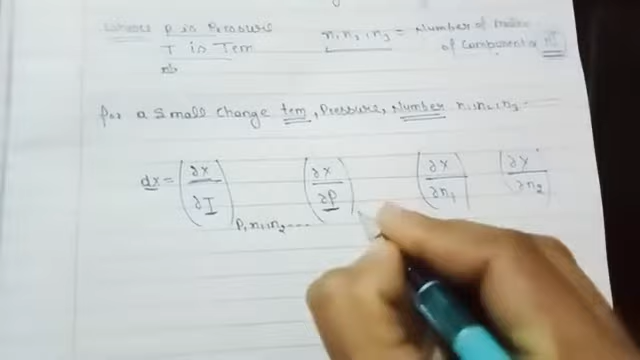 where P is Pressure
T is Tem
n1 n2, n3 = Number of moles
of component
for a small change tem, Pressure, Number n1, n2, n3
dx = (∂x/∂T)P, n1, n2.... (∂x/∂P) (∂x/∂n1) (∂x/∂n2)